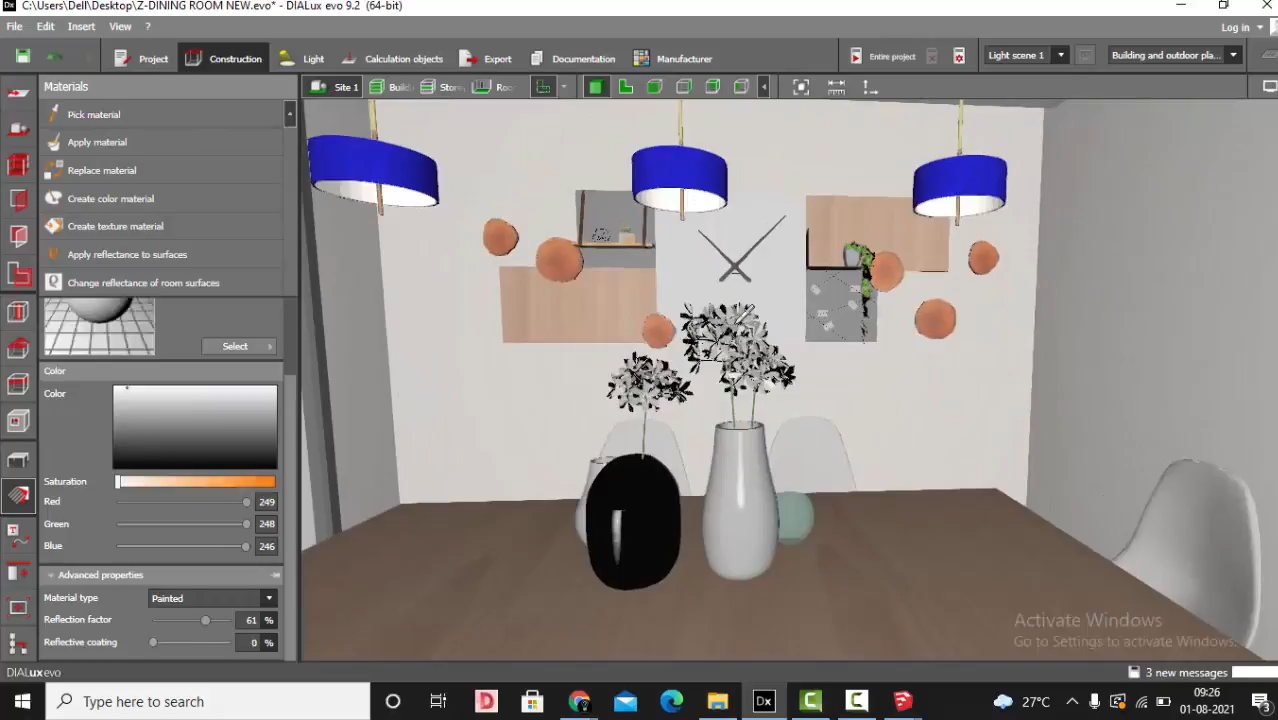 C:\Users\Dell\Desktop\Z-DINING ROOM NEW.evo* - DIALux evo 9.2 (64-bit)
File Edit Insert View ?
Log in
Project Construction Light Calculation objects Export Documentation Manufacturer
Entire project Light scene 1 Building and outdoor pla...
Materials
Site 1
Pick material
Apply material
Replace material
Create color material
Create texture material
Apply reflectance to surfaces
Change reflectance of room surfaces
Select
Color
Color
Saturation
Red 249
Green 248
Blue 246
Advanced properties
Material type Painted
Reflection factor 61 %
Reflective coating 0 %
Activate Windows
Go to Settings to activate Windows.
DIALux evo
3 new messages
Type here to search
27°C
09:26
01-08-2021
3